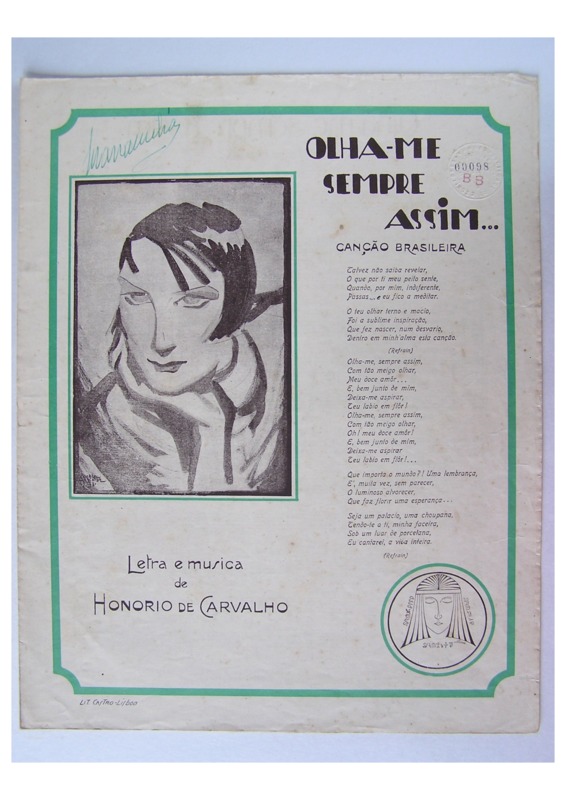 OLHA-ME
SEMPRE
ASSIM...
00098
BB
CANÇÃO BRASILEIRA
Talvez não saiba revelar,
O que por ti meu peito sente,
Quando, por mim, indiferente,
Passas... e eu fico a meditar.
O teu olhar terno e macio,
Foi a sublime inspiração,
Que fez nascer, num desvario,
Dentro em minh'alma esta canção.
(Refrain)
Olha-me, sempre assim,
Com tão meigo olhar,
Meu doce amôr...
E, bem junto de mim,
Deixa-me aspirar,
Teu labio em flôr!
Olha-me, sempre assim,
Com tão meigo olhar,
Oh! meu doce amôr!
E, bem junto de mim,
Deixa-me aspirar
Teu labio em flôr!...
Que importa o mundo?! Uma lembrança,
E', muita vez, sem parecer,
O luminoso alvorecer,
Que faz florir uma esperança...
Seja um palacio, uma choupana,
Tendo-te a ti, minha faceira,
Sob um luar de porcelana,
Eu cantarei, a vida inteira.
(Refrain)
Letra e musica
de
HONORIO DE CARVALHO
LIT. CASTRO-LISBOA